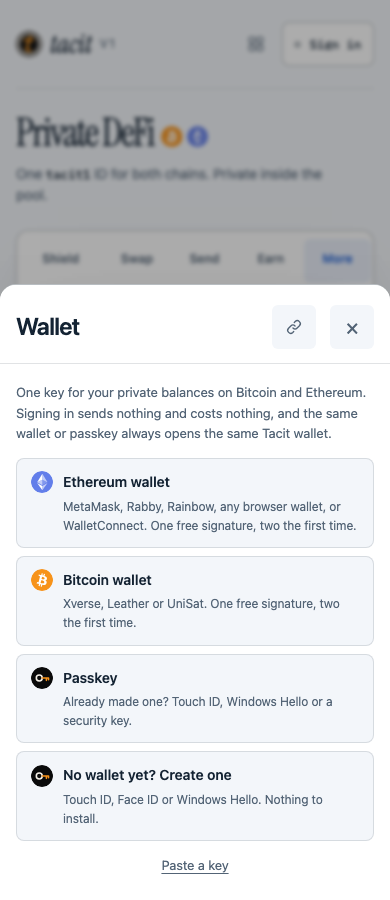 tacit V1
Sign in
Private DeFi
One tacit1 ID for both chains. Private inside the
pool.
Shield Swap Send Earn More
Wallet
One key for your private balances on Bitcoin and Ethereum.
Signing in sends nothing and costs nothing, and the same
wallet or passkey always opens the same Tacit wallet.
Ethereum wallet
MetaMask, Rabby, Rainbow, any browser wallet, or
WalletConnect. One free signature, two the first time.
Bitcoin wallet
Xverse, Leather or UniSat. One free signature, two
the first time.
Passkey
Already made one? Touch ID, Windows Hello or a
security key.
No wallet yet? Create one
Touch ID, Face ID or Windows Hello. Nothing to
install.
Paste a key